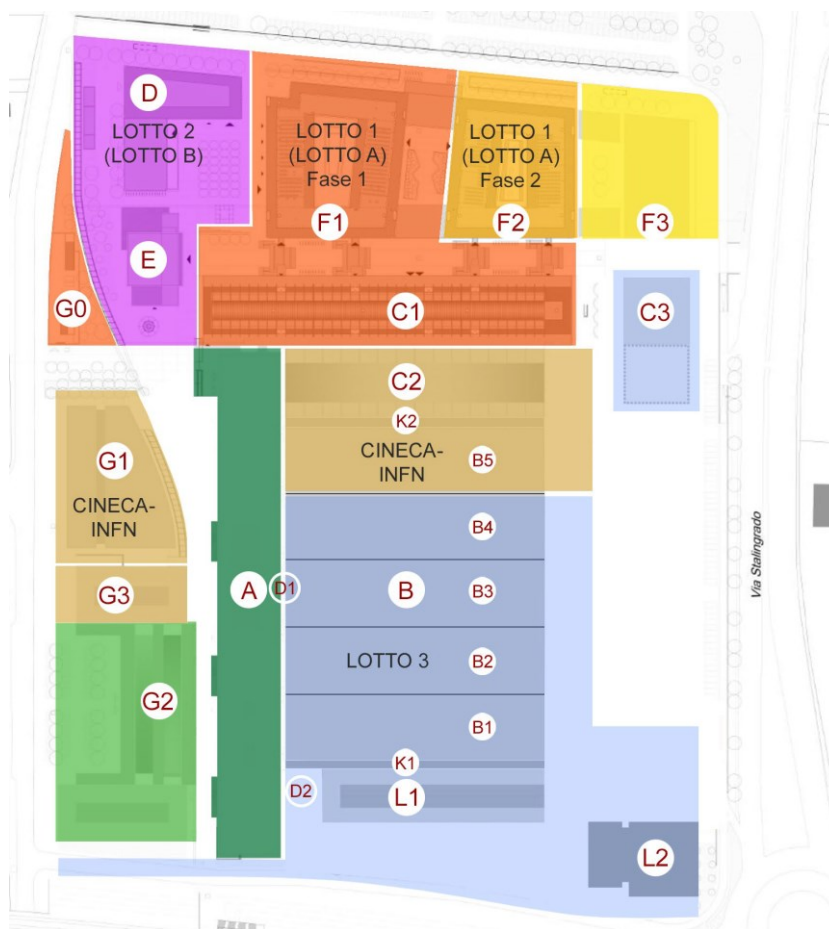 D
LOTTO 2
(LOTTO B)
LOTTO 1
(LOTTO A)
Fase 1
LOTTO 1
(LOTTO A)
Fase 2
F1
F2
F3
E
G0
C1
C3
C2
K2
G1
CINECA-
INFN
CINECA-
INFN
B5
B4
G3
A
D1
B
B3
LOTTO 3
B2
G2
B1
K1
D2
L1
L2
Via Stalingrado